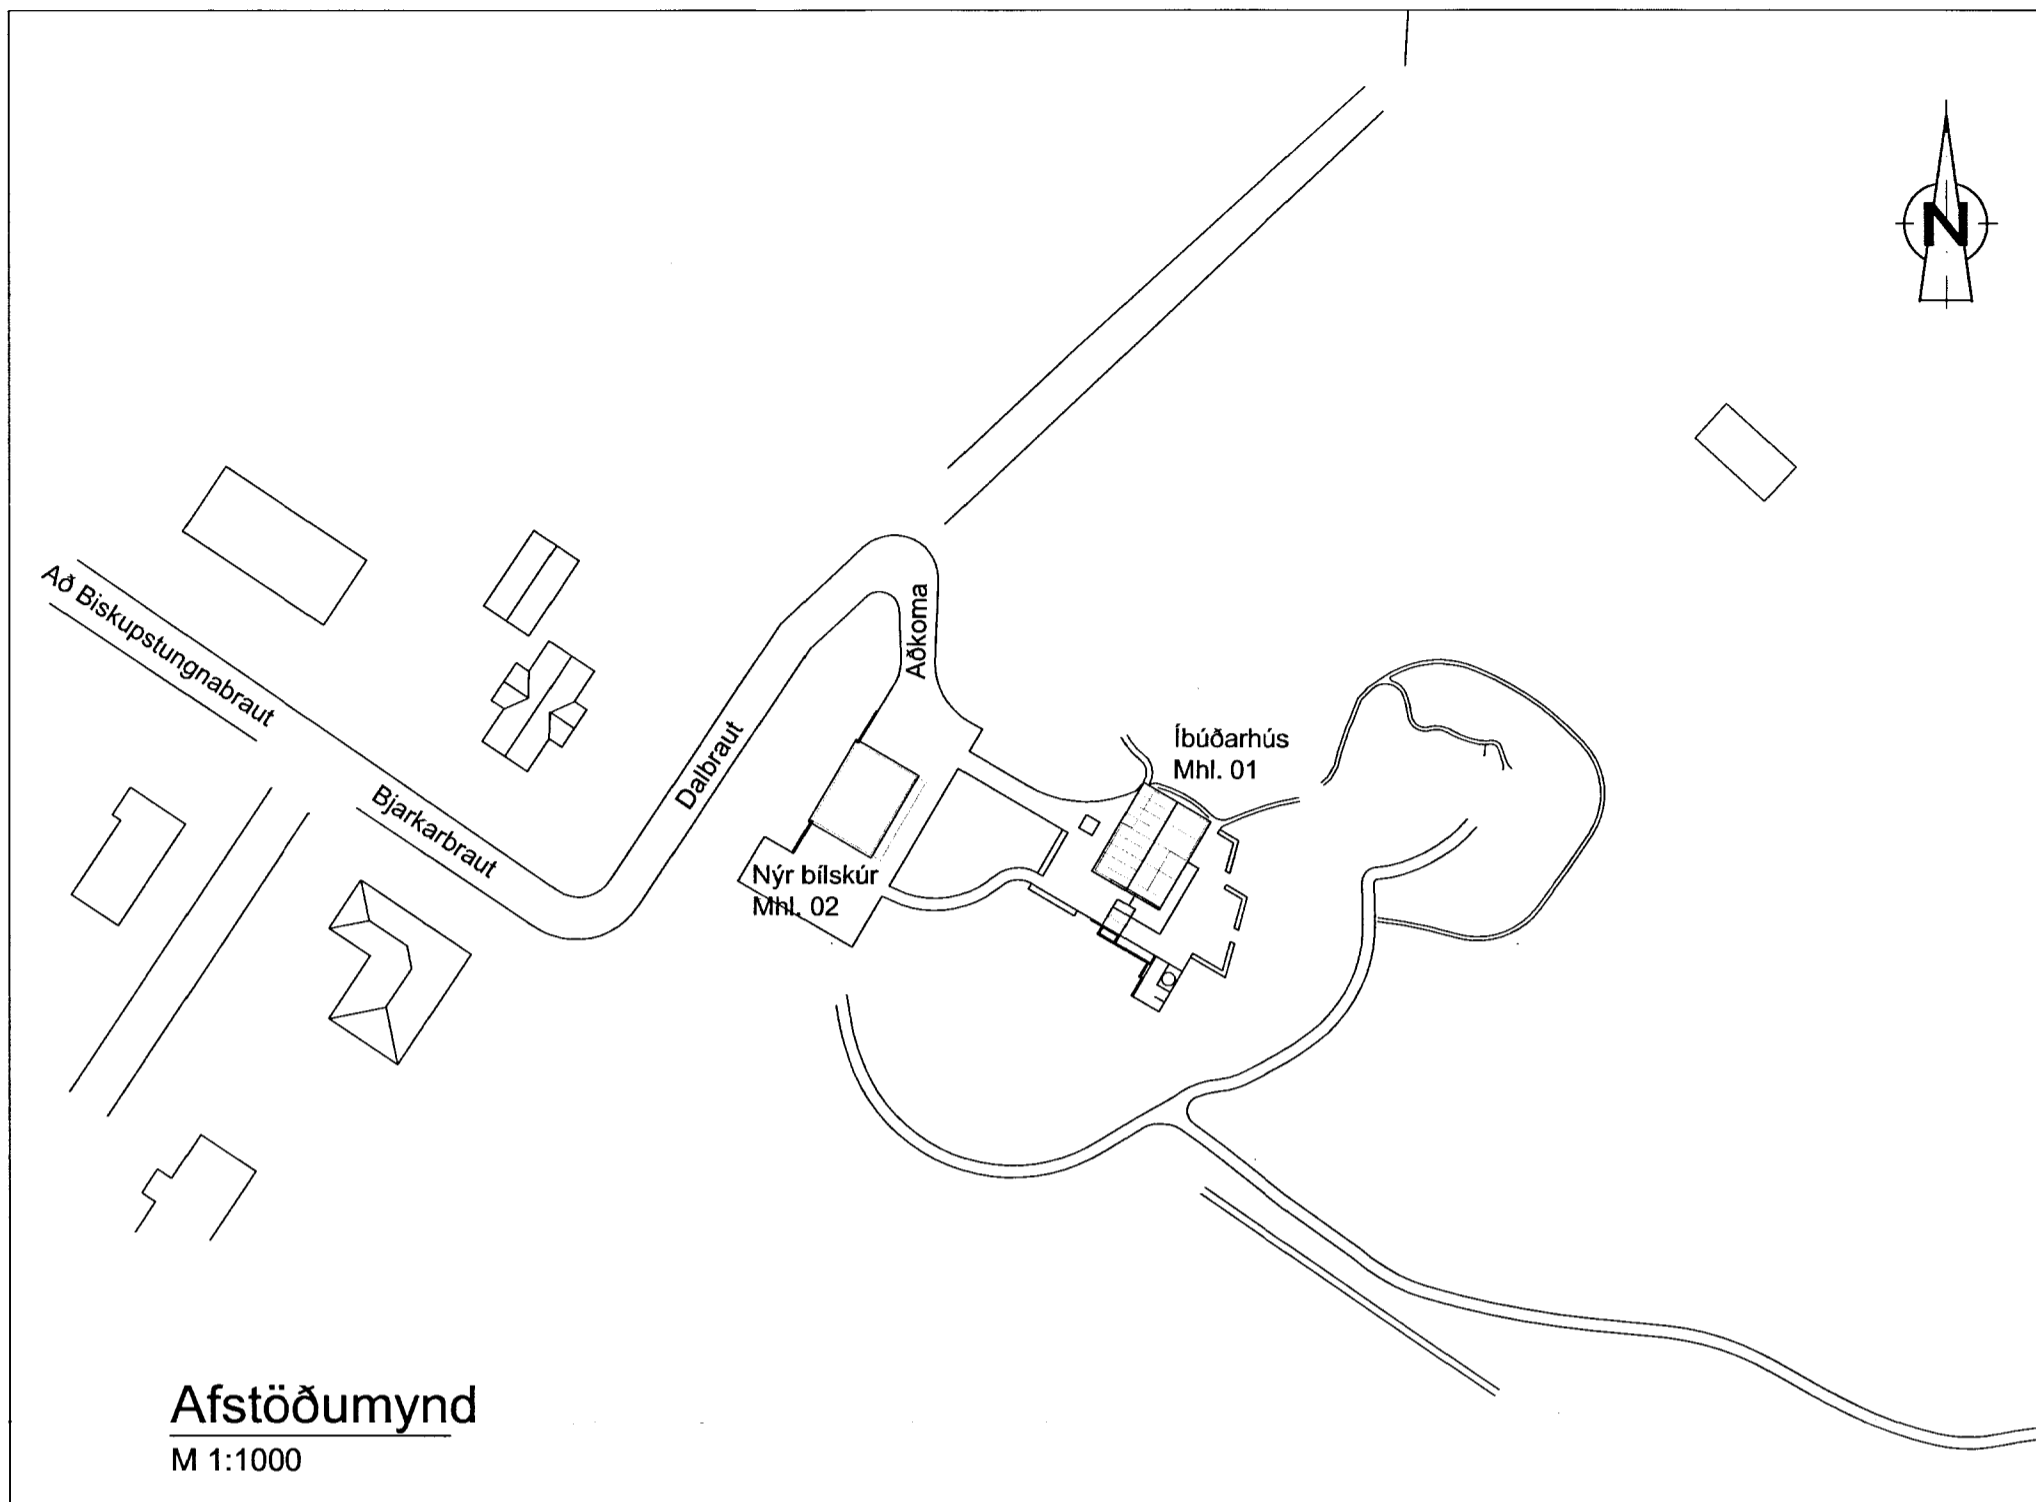 N
Að Biskupstungnabraut
Bjarkarbraut
Dalbraut
Aðkoma
Íbúðarhús
Mhl. 01
Nýr bílskúr
Mhl. 02
Afstöðumynd
M 1:1000